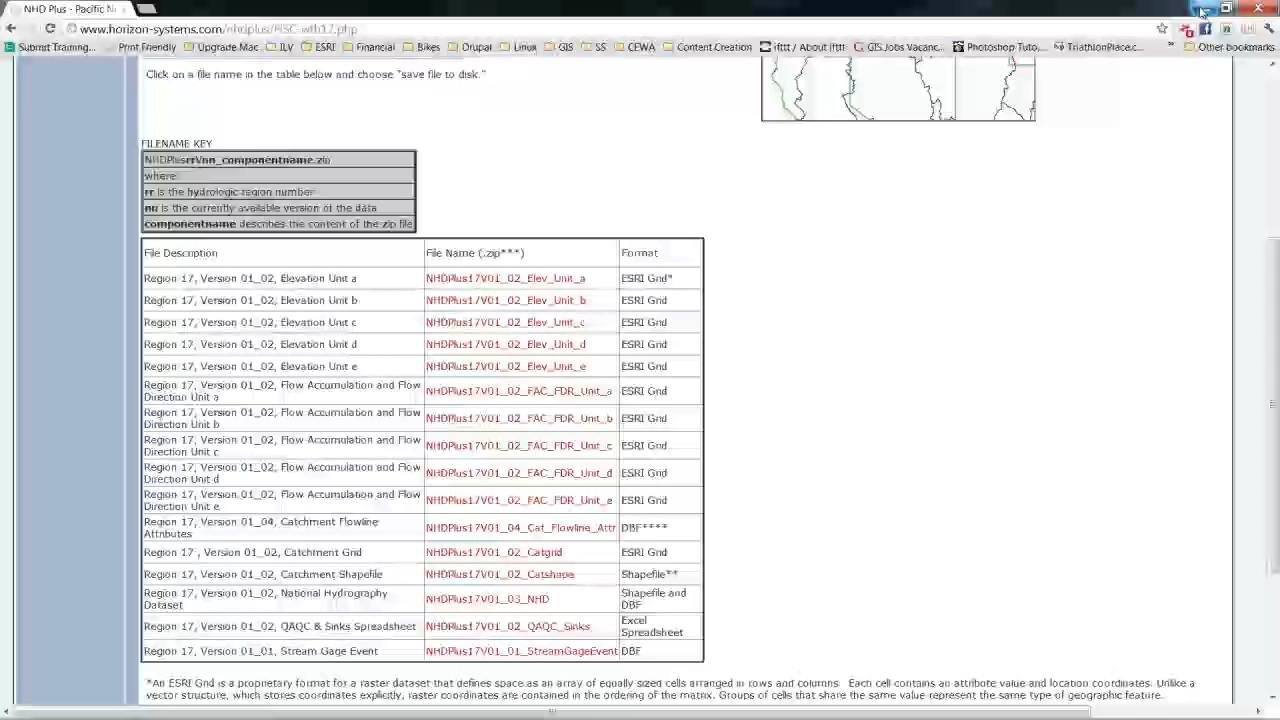 NHD Plus - Pacific N
www.horizon-systems.com/nhdplus/HSC-wth17.php
Submit Training...
Print Friendly
Upgrade Mac
ILV
ESRI
Financial
Bikes
Drupal
Linux
GIS
SS
CEWA
Content Creation
ifttt / About ifttt
GIS Jobs Vacanc...
Photoshop Tuto...
TriathlonPlace.c...
»
Other bookmarks
Click on a file name in the table below and choose "save file to disk."
FILENAME KEY
NHDPlusrrVnn_componentname.zip
where:
rr is the hydrologic region number
nn is the currently available version of the data
componentname describes the content of the zip file
File Description File Name (.zip***) Format
Region 17, Version 01_02, Elevation Unit a NHDPlus17V01_02_Elev_Unit_a ESRI Grid*
Region 17, Version 01_02, Elevation Unit b NHDPlus17V01_02_Elev_Unit_b ESRI Grid
Region 17, Version 01_02, Elevation Unit c NHDPlus17V01_02_Elev_Unit_c ESRI Grid
Region 17, Version 01_02, Elevation Unit d NHDPlus17V01_02_Elev_Unit_d ESRI Grid
Region 17, Version 01_02, Elevation Unit e NHDPlus17V01_02_Elev_Unit_e ESRI Grid
Region 17, Version 01_02, Flow Accumulation and Flow
Direction Unit a NHDPlus17V01_02_FAC_FDR_Unit_a ESRI Grid
Region 17, Version 01_02, Flow Accumulation and Flow
Direction Unit b NHDPlus17V01_02_FAC_FDR_Unit_b ESRI Grid
Region 17, Version 01_02, Flow Accumulation and Flow
Direction Unit c NHDPlus17V01_02_FAC_FDR_Unit_c ESRI Grid
Region 17, Version 01_02, Flow Accumulation and Flow
Direction Unit d NHDPlus17V01_02_FAC_FDR_Unit_d ESRI Grid
Region 17, Version 01_02, Flow Accumulation and Flow
Direction Unit e NHDPlus17V01_02_FAC_FDR_Unit_e ESRI Grid
Region 17, Version 01_04, Catchment Flowline
Attributes NHDPlus17V01_04_Cat_Flowline_Attr DBF****
Region 17 , Version 01_02, Catchment Grid NHDPlus17V01_02_Catgrid ESRI Grid
Region 17, Version 01_02, Catchment Shapefile NHDPlus17V01_02_Catshape Shapefile**
Region 17, Version 01_02, National Hydrography
Dataset NHDPlus17V01_03_NHD Shapefile and
DBF
Region 17, Version 01_02, QAQC & Sinks Spreadsheet NHDPlus17V01_02_QAQC_Sinks Excel
Spreadsheet
Region 17, Version 01_01, Stream Gage Event NHDPlus17V01_01_StreamGageEvent DBF
*An ESRI Grid is a proprietary format for a raster dataset that defines space as an array of equally sized cells arranged in rows and columns. Each cell contains an attribute value and location coordinates. Unlike a
vector structure, which stores coordinates explicitly, raster coordinates are contained in the ordering of the matrix. Groups of cells that share the same value represent the same type of geographic feature.